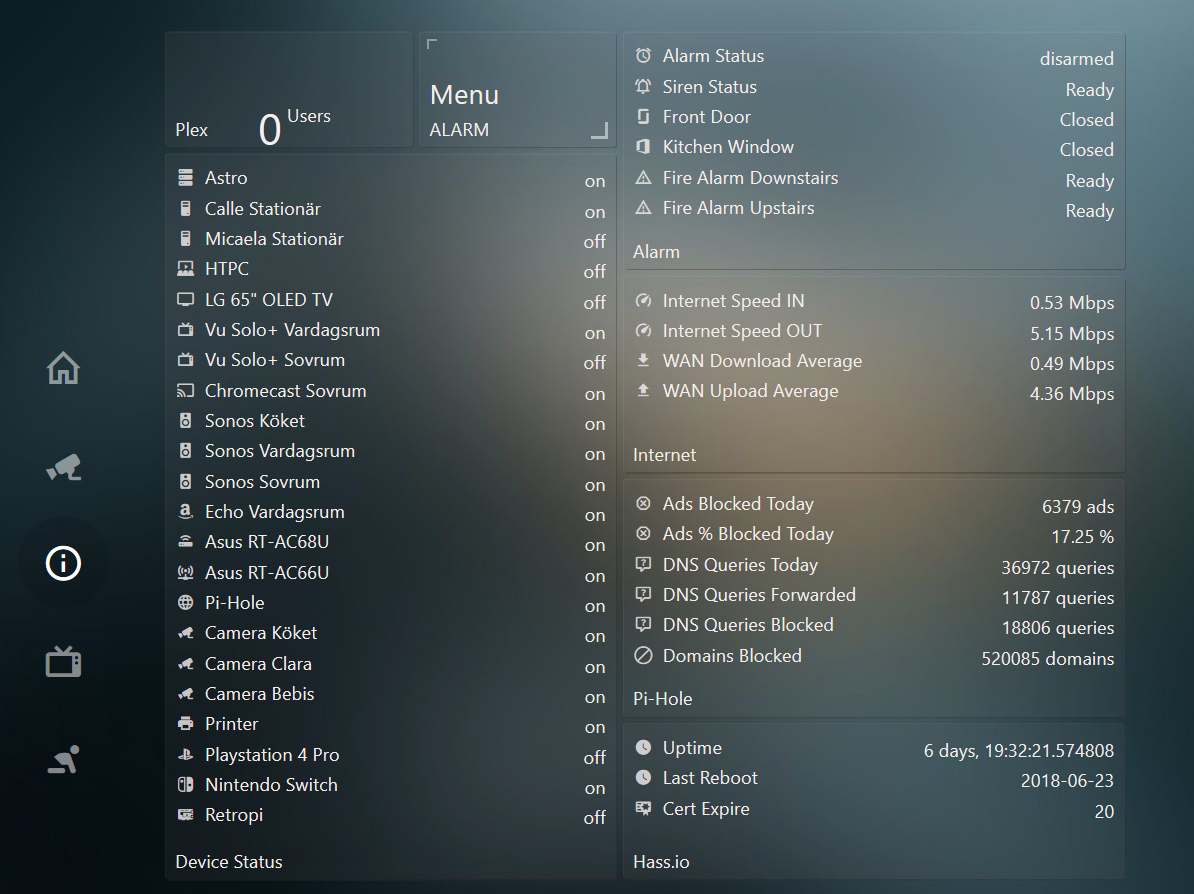 Plex 0 Users
Menu
ALARM
Astro on
Calle Stationär on
Micaela Stationär off
HTPC off
LG 65" OLED TV off
Vu Solo+ Vardagsrum on
Vu Solo+ Sovrum off
Chromecast Sovrum on
Sonos Köket on
Sonos Vardagsrum on
Sonos Sovrum on
Echo Vardagsrum on
Asus RT-AC68U on
Asus RT-AC66U on
Pi-Hole on
Camera Köket on
Camera Clara on
Camera Bebis on
Printer on
Playstation 4 Pro off
Nintendo Switch on
Retropi off
Device Status
Alarm Status disarmed
Siren Status Ready
Front Door Closed
Kitchen Window Closed
Fire Alarm Downstairs Ready
Fire Alarm Upstairs Ready
Alarm
Internet Speed IN 0.53 Mbps
Internet Speed OUT 5.15 Mbps
WAN Download Average 0.49 Mbps
WAN Upload Average 4.36 Mbps
Internet
Ads Blocked Today 6379 ads
Ads % Blocked Today 17.25 %
DNS Queries Today 36972 queries
DNS Queries Forwarded 11787 queries
DNS Queries Blocked 18806 queries
Domains Blocked 520085 domains
Pi-Hole
Uptime 6 days, 19:32:21.574808
Last Reboot 2018-06-23
Cert Expire 20
Hass.io